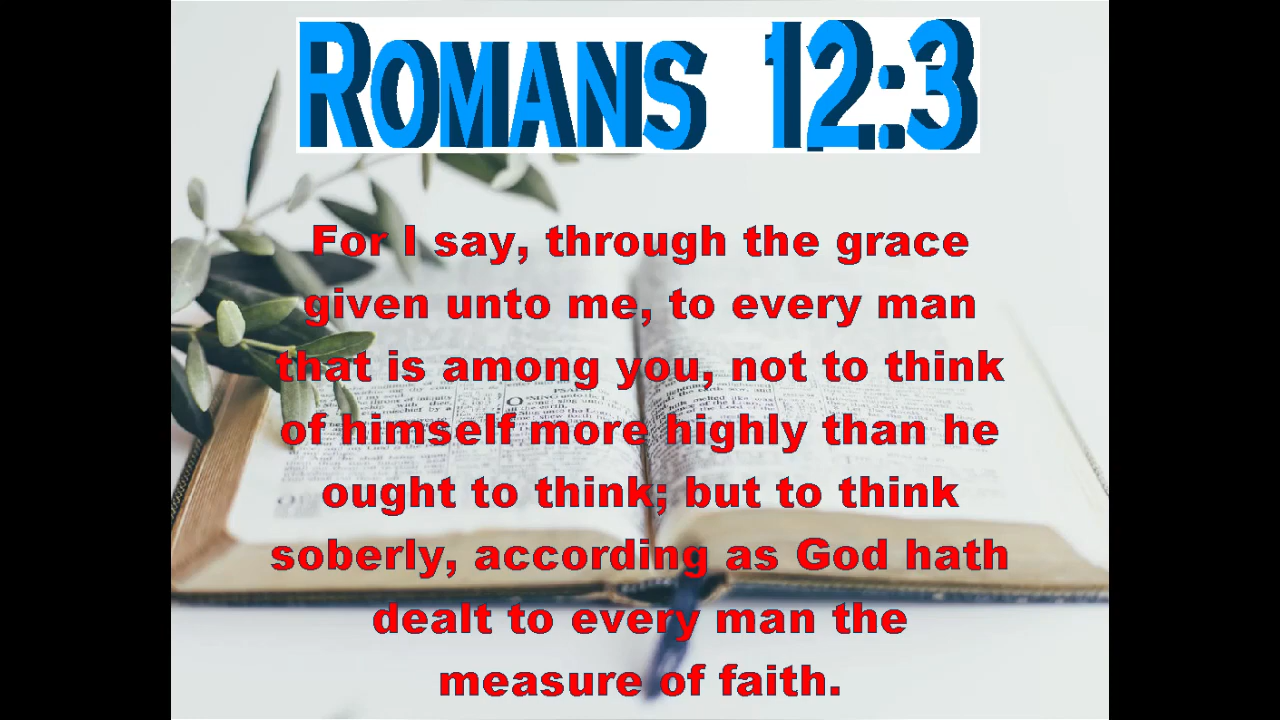 Romans 12:3
For I say, through the grace
given unto me, to every man
that is among you, not to think
of himself more highly than he
ought to think; but to think
soberly, according as God hath
dealt to every man the
measure of faith.